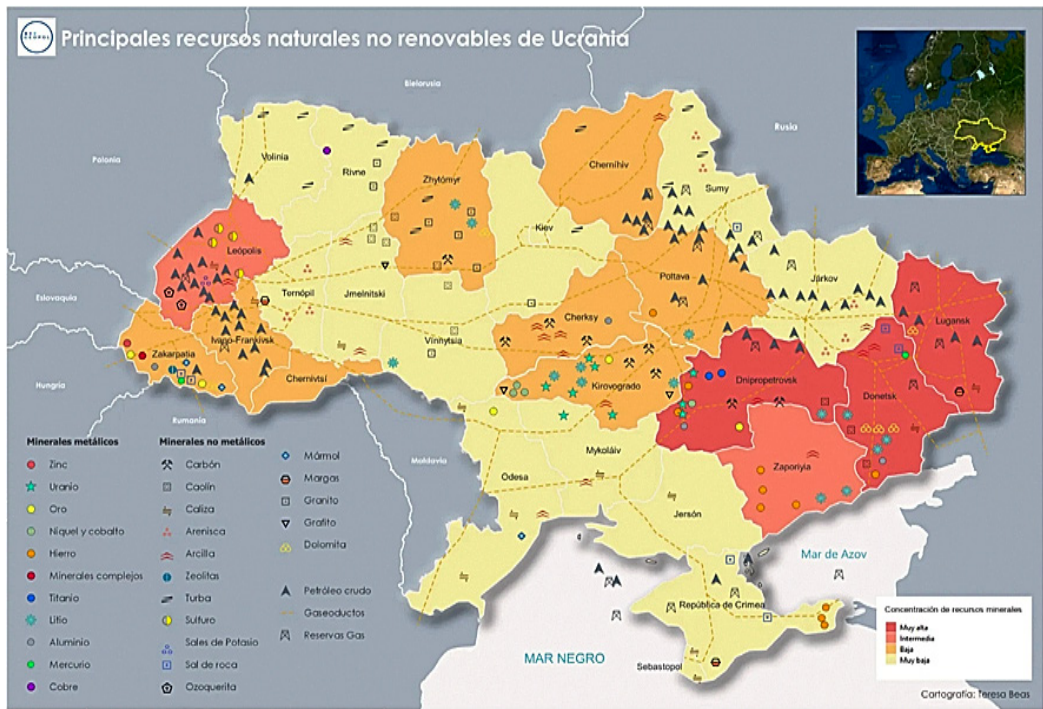 Principales recursos naturales no renovables de Ucrania
Bielorusia
Rusia
Polonia
Volinia
Rivne
Zhytómyr
Cherníhiv
Sumy
Kiev
Leópolis
Ternópil
Jmelnitski
Poltava
Járkov
Lugansk
Eslovaquia
Cherksy
Ivano-Frankivsk
Vinhytsia
Zakarpatia
Chernivtsí
Kirovogrado
Dnipropetrovsk
Donetsk
Hungria
Rumania
Moldavia
Mykoláiv
Odesa
Zaporiyia
Jersón
Mar de Azov
República de Crimea
MAR NEGRO
Sebastopol
Minerales metálicos
Zinc
Uranio
Oro
Niquel y cobalto
Hierro
Minerales complejos
Titanio
Litio
Aluminio
Mercurio
Cobre
Minerales no metálicos
Carbón
Caolín
Caliza
Arenisca
Arcilla
Zeolitas
Turba
Sulfuro
Sales de Potasio
Sal de roca
Ozoquerita
Mármol
Margas
Granito
Grafito
Dolomita
Petróleo crudo
Gaseoductos
Reservas Gas
Concentración de recursos minerales
Muy alta
Intermedia
Baja
Muy baja
Cartografía: Teresa Beas